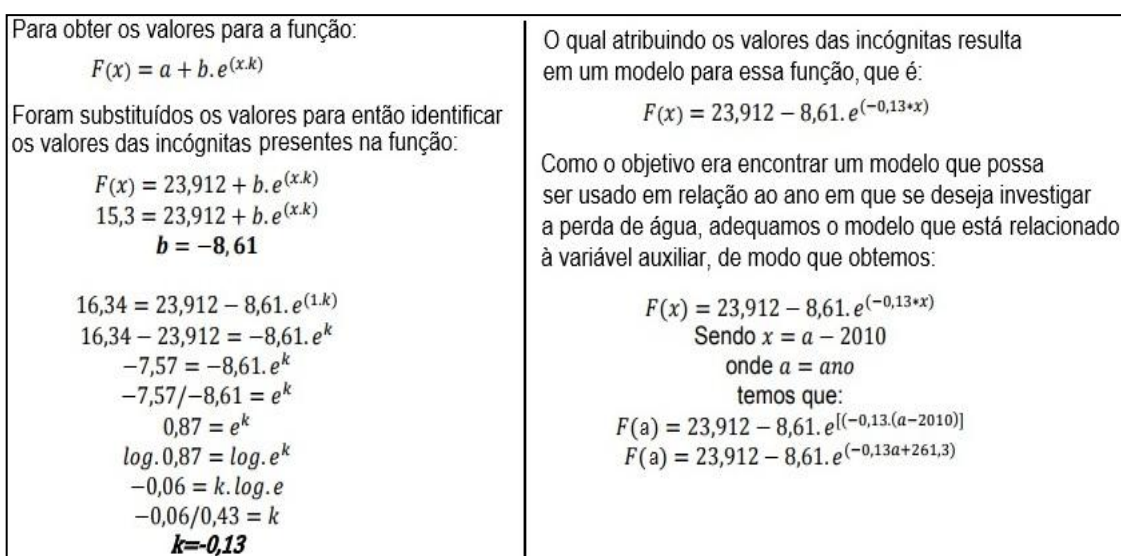 Para obter os valores para a função:
F(x) = a + b.e^(x.k)
Foram substituídos os valores para então identificar
os valores das incógnitas presentes na função:
F(x) = 23,912 + b.e^(x.k)
15,3 = 23,912 + b.e^(x.k)
b = −8,61
16,34 = 23,912 − 8,61.e^(1.k)
16,34 − 23,912 = −8,61.e^k
−7,57 = −8,61.e^k
−7,57/−8,61 = e^k
0,87 = e^k
log.0,87 = log.e^k
−0,06 = k.log.e
−0,06/0,43 = k
k=-0,13
O qual atribuindo os valores das incógnitas resulta
em um modelo para essa função, que é:
F(x) = 23,912 − 8,61.e^(−0,13*x)
Como o objetivo era encontrar um modelo que possa
ser usado em relação ao ano em que se deseja investigar
a perda de água, adequamos o modelo que está relacionado
à variável auxiliar, de modo que obtemos:
F(x) = 23,912 − 8,61.e^(−0,13*x)
Sendo x = a − 2010
onde a = ano
temos que:
F(a) = 23,912 − 8,61.e^[(−0,13.(a−2010)]
F(a) = 23,912 − 8,61.e^(−0,13a+261,3)